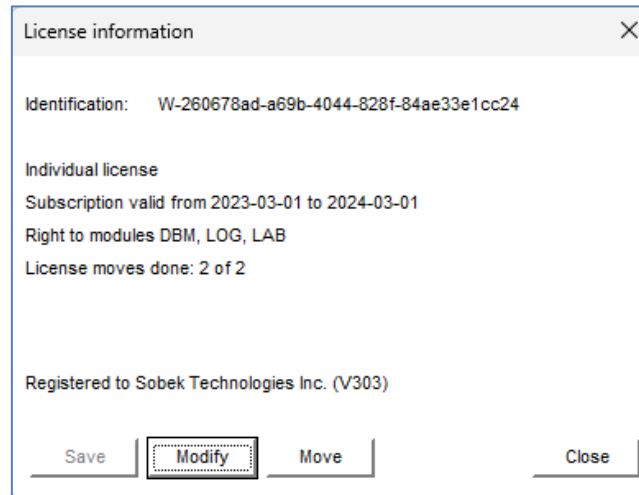 License information
Identification: W-260678ad-a69b-4044-828f-84ae33e1cc24
Individual license
Subscription valid from 2023-03-01 to 2024-03-01
Right to modules DBM, LOG, LAB
License moves done: 2 of 2
Registered to Sobek Technologies Inc. (V303)
Save Modify Move Close